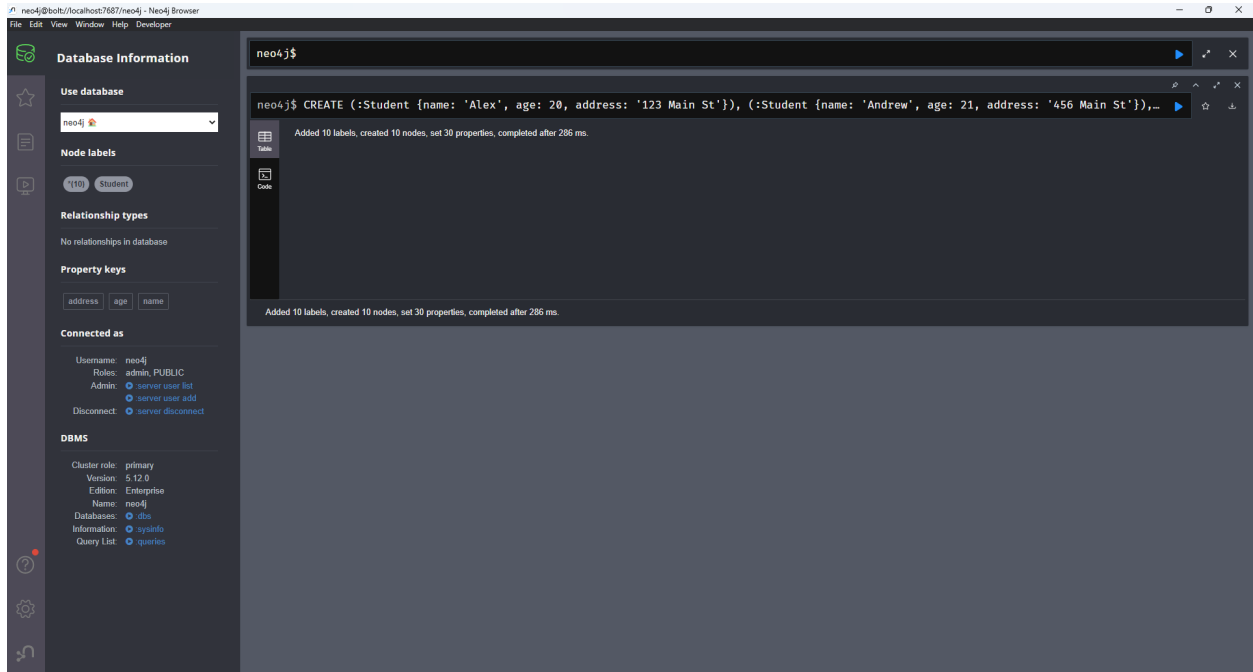 neo4j@bolt://localhost:7687/neo4j - Neo4j Browser
File Edit View Window Help Developer
Database Information
Use database
neo4j
Node labels
*(10) Student
Relationship types
No relationships in database
Property keys
address age name
Connected as
Username: neo4j
Roles: admin, PUBLIC
Admin: :server user list
:server user add
Disconnect: :server disconnect
DBMS
Cluster role: primary
Version: 5.12.0
Edition: Enterprise
Name: neo4j
Databases: :dbs
Information: :sysinfo
Query List: :queries
neo4j$
neo4j$ CREATE (:Student {name: 'Alex', age: 20, address: '123 Main St'}), (:Student {name: 'Andrew', age: 21, address: '456 Main St'}),…
Table
Code
Added 10 labels, created 10 nodes, set 30 properties, completed after 286 ms.
Added 10 labels, created 10 nodes, set 30 properties, completed after 286 ms.